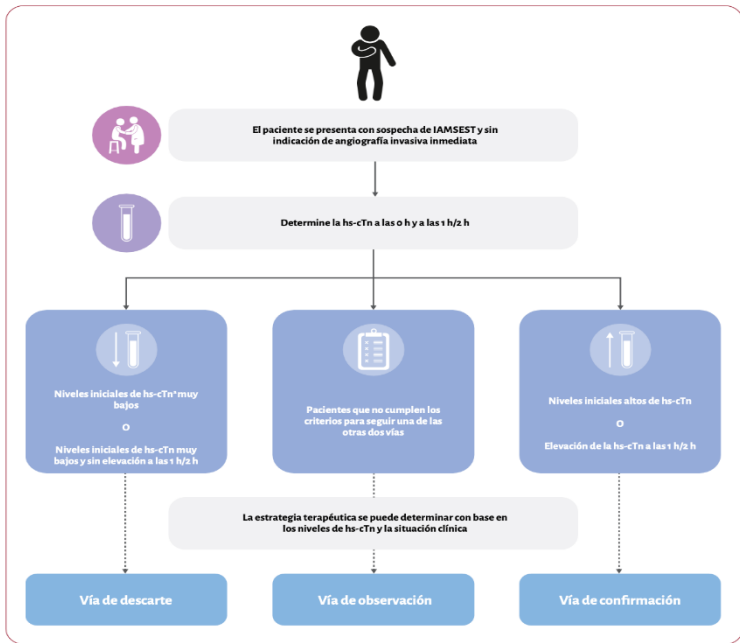 El paciente se presenta con sospecha de IAMSEST y sin
indicación de angiografía invasiva inmediata
Determine la hs-cTn a las 0 h y a las 1 h/2 h
Niveles iniciales de hs-cTn*muy
bajos
O
Niveles iniciales de hs-cTn muy
bajos y sin elevación a las 1 h/2 h
Pacientes que no cumplen los
criterios para seguir una de las
otras dos vías
Niveles iniciales altos de hs-cTn
O
Elevación de la hs-cTn a las 1 h/2 h
La estrategia terapéutica se puede determinar con base en
los niveles de hs-cTn y la situación clínica
Vía de descarte
Vía de observación
Vía de confirmación